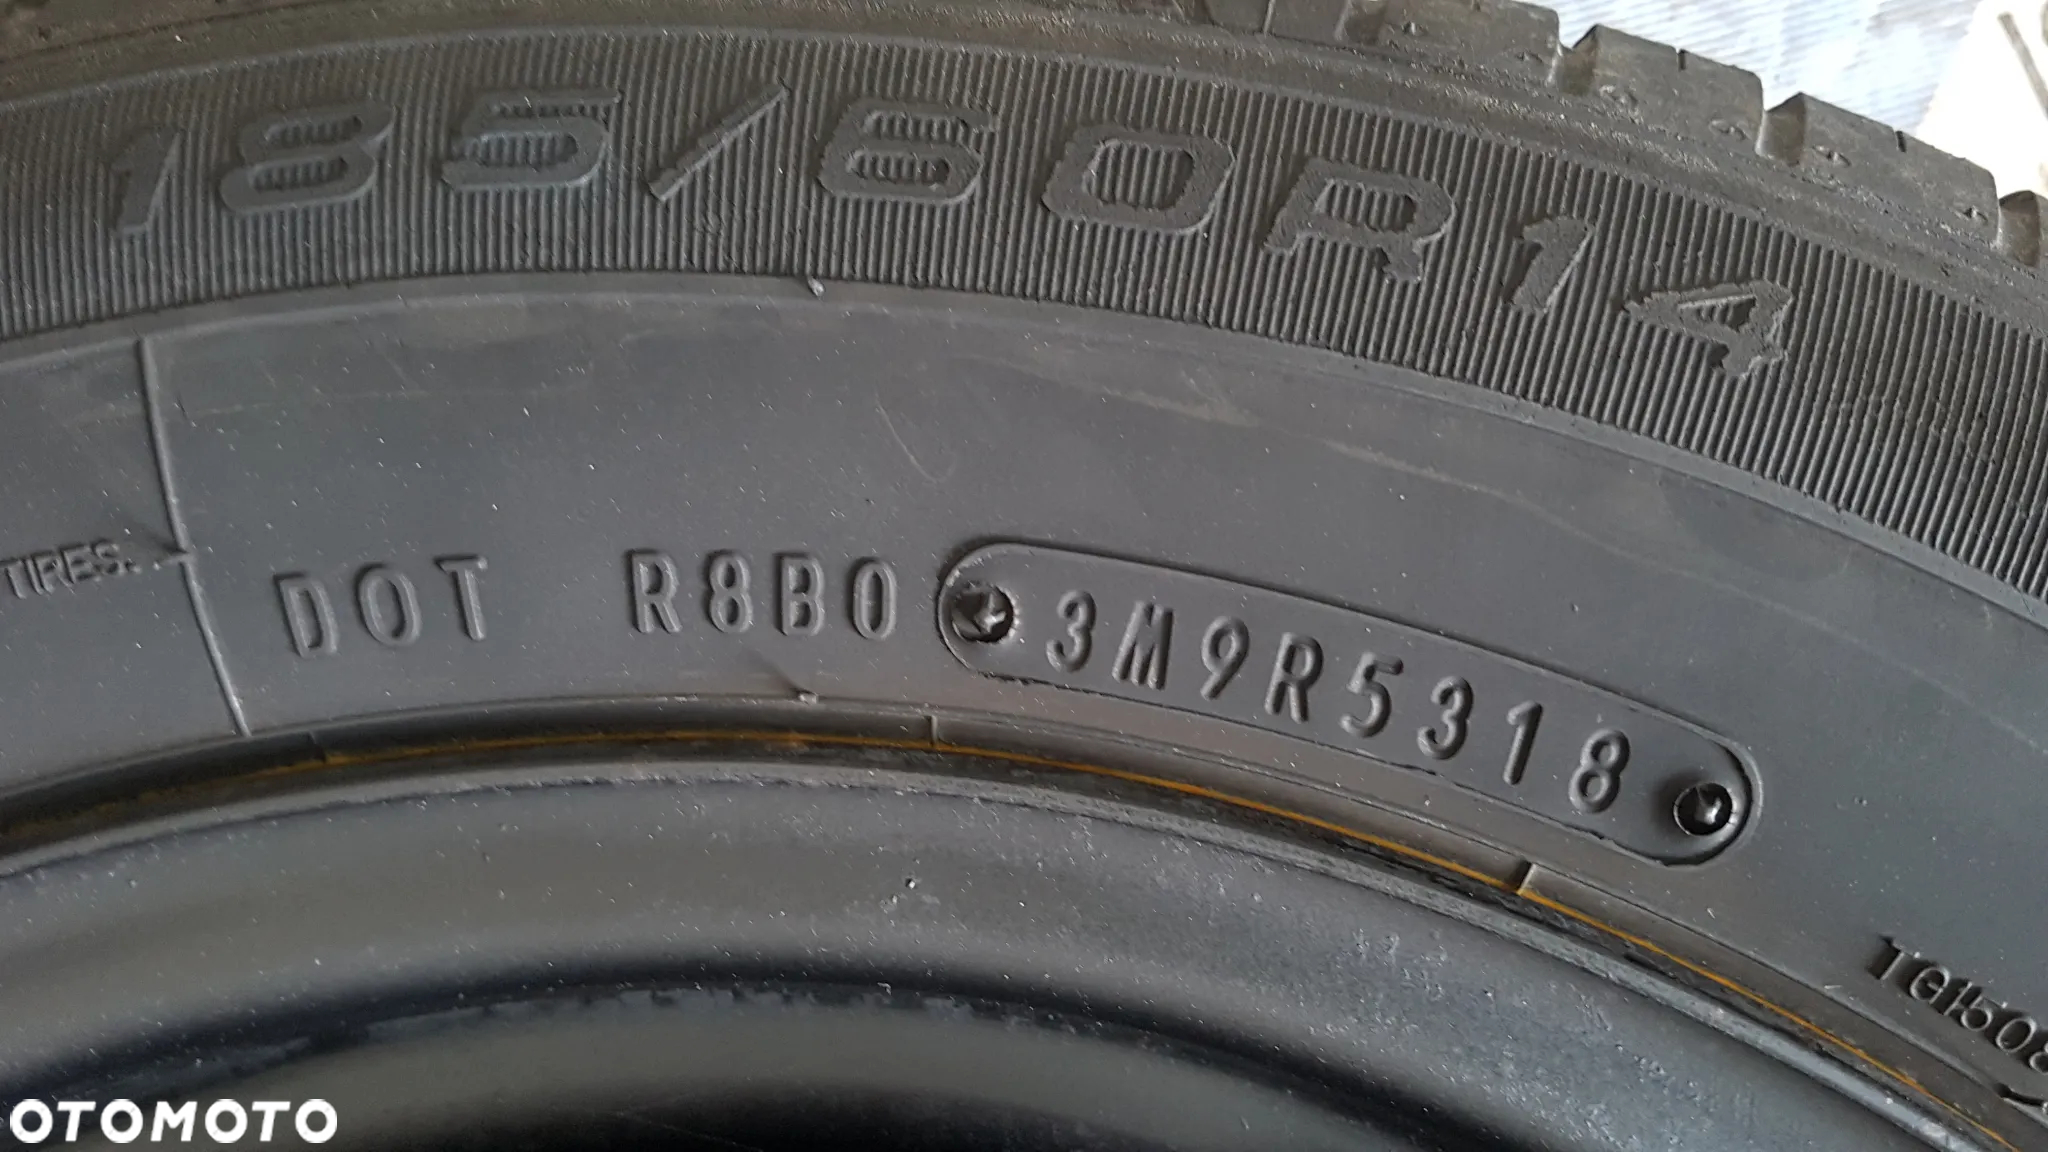 185/60R14
TIRES.
DOT R8B0 3M9R5318
OTOMOTO